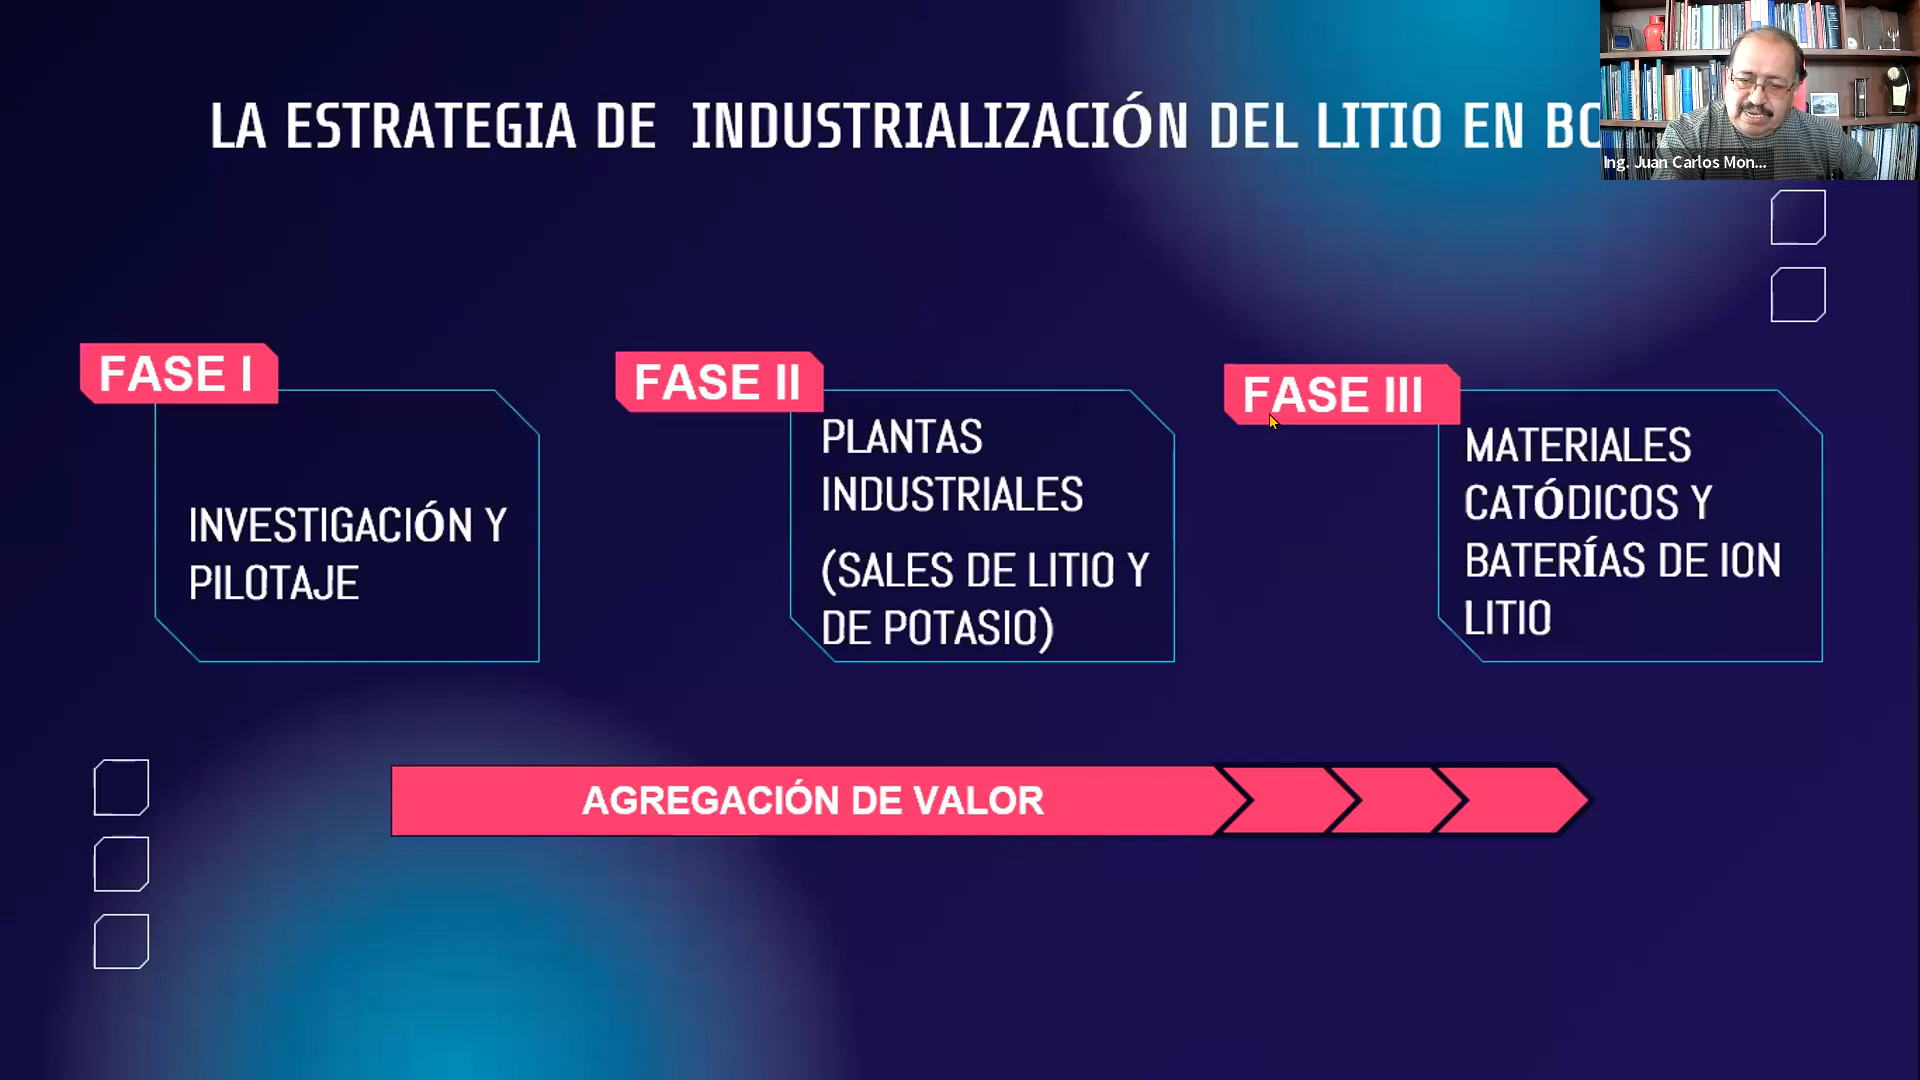 LA ESTRATEGIA DE INDUSTRIALIZACIÓN DEL LITIO EN
Ing. Juan Carlos Mon...
FASE I
INVESTIGACIÓN Y
PILOTAJE
FASE II
PLANTAS
INDUSTRIALES
(SALES DE LITIO Y
DE POTASIO)
FASE III
MATERIALES
CATÓDICOS Y
BATERÍAS DE ION
LITIO
AGREGACIÓN DE VALOR